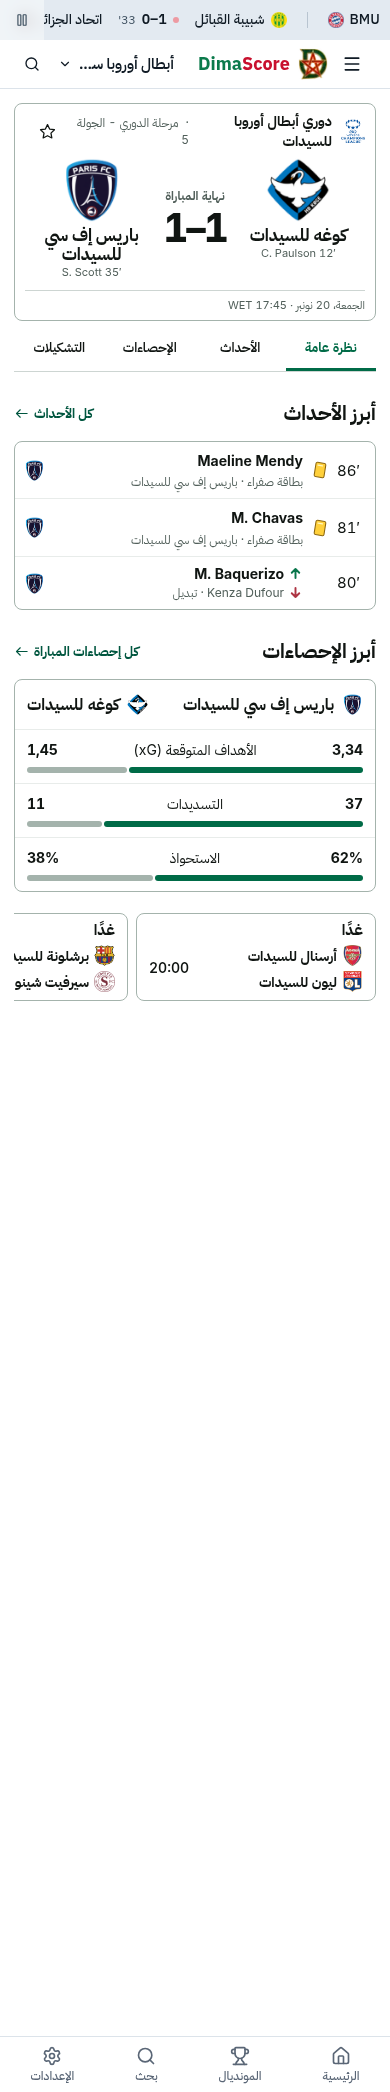 BMU
شبيبة القبائل
1–0
33'
اتحاد الجزائر
DimaScore
أبطال أوروبا سـ...
دوري أبطال أوروبا للسيدات
· مرحلة الدوري - الجولة 5
كوغه للسيدات
C. Paulson 12'
نهاية المباراة
1–1
باريس إف سي للسيدات
S. Scott 35'
الجمعة، 20 نونبر · 17:45 WET
نظرة عامة
الأحداث
الإحصاءات
التشكيلات
أبرز الأحداث
كل الأحداث
86'
Maeline Mendy
بطاقة صفراء · باريس إف سي للسيدات
81'
M. Chavas
بطاقة صفراء · باريس إف سي للسيدات
80'
M. Baquerizo
Kenza Dufour · تبديل
أبرز الإحصاءات
كل إحصاءات المباراة
باريس إف سي للسيدات
كوغه للسيدات
3,34
الأهداف المتوقعة (xG)
1,45
37
التسديدات
11
62%
الاستحواذ
38%
غدًا
أرسنال للسيدات
ليون للسيدات
20:00
غدًا
برشلونة للسيد
سيرفيت شينو
الرئيسية
المونديال
بحث
الإعدادات